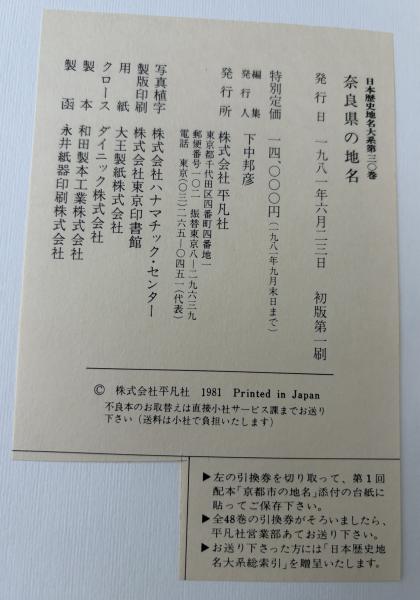 日本歴史地名大系第三〇巻
奈良県の地名
発行日 一九八一年六月二三日 初版第一刷
特別定価 一四、〇〇〇円(一九八一年九月末日まで)
編集
発行人 下中邦彦
発行所 株式会社 平凡社
東京都千代田区四番町四番地一
郵便番号一〇二 振替東京八―二九六三九
電話 東京(〇三)二六五―〇四五一(代表)
写真植字 株式会社ハナマチック・センター
製版印刷 株式会社東京印書館
用紙 大王製紙株式会社
クロース ダイニック株式会社
製本 和田製本工業株式会社
製函 永井紙器印刷株式会社
© 株式会社平凡社 1981 Printed in Japan
不良本のお取替えは直接小社サービス課までお送り
下さい(送料は小社で負担いたします)
▶左の引換券を切り取って、第1回
配本「京都市の地名」添付の台紙に
貼ってご保存下さい。
▶全48巻の引換券がそろいましたら、
平凡社営業部あてお送り下さい。
▶お送り下さった方には「日本歴史地
名大系総索引」を贈呈いたします。